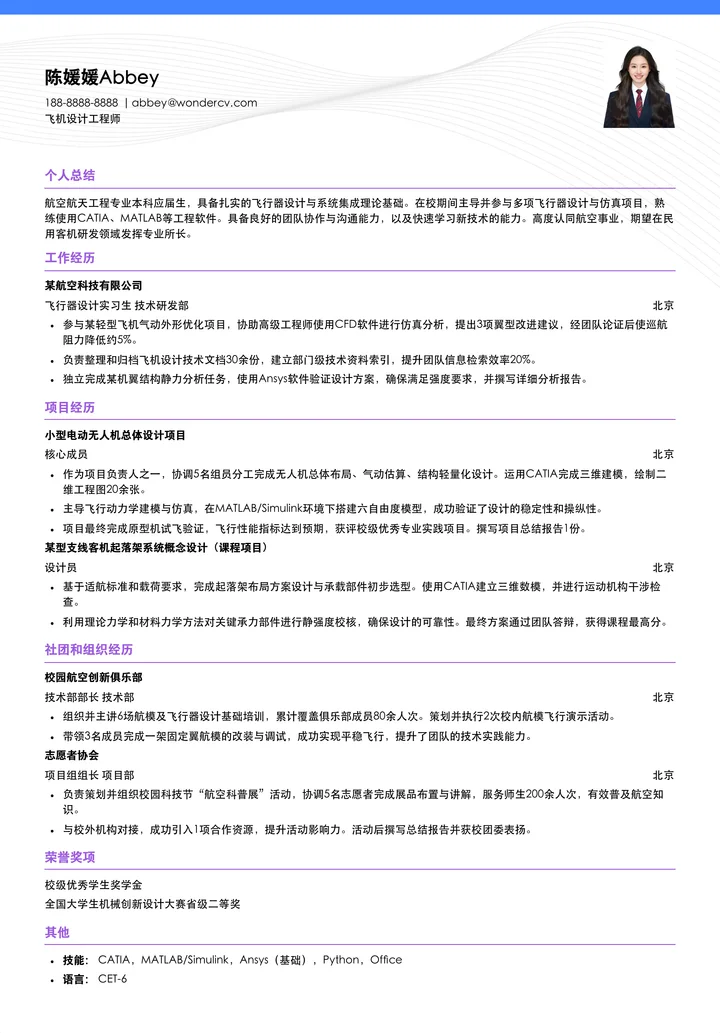 陈媛媛Abbey
188-8888-8888 | abbey@wondercv.com
飞机设计工程师
个人总结
航空航天工程专业本科应届生，具备扎实的飞行器设计与系统集成理论基础。在校期间主导并参与多项飞行器设计与仿真项目，熟
练使用CATIA、MATLAB等工程软件。具备良好的团队协作与沟通能力，以及快速学习新技术的能力。高度认同航空事业，期望在民
用客机研发领域发挥专业所长。
工作经历
某航空科技有限公司
飞行器设计实习生 技术研发部 北京
• 参与某轻型飞机气动外形优化项目，协助高级工程师使用CFD软件进行仿真分析，提出3项翼型改进建议，经团队论证后使巡航
阻力降低约5%。
• 负责整理和归档飞机设计技术文档30余份，建立部门级技术资料索引，提升团队信息检索效率20%。
• 独立完成某机翼结构静力分析任务，使用Ansys软件验证设计方案，确保满足强度要求，并撰写详细分析报告。
项目经历
小型电动无人机总体设计项目
核心成员 北京
• 作为项目负责人之一，协调5名组员分工完成无人机总体布局、气动估算、结构轻量化设计。运用CATIA完成三维建模，绘制二
维工程图20余张。
• 主导飞行动力学建模与仿真，在MATLAB/Simulink环境下搭建六自由度模型，成功验证了设计的稳定性和操纵性。
• 项目最终完成原型机试飞验证，飞行性能指标达到预期，获评校级优秀专业实践项目。撰写项目总结报告1份。
某型支线客机起落架系统概念设计（课程项目）
设计员 北京
• 基于适航标准和载荷要求，完成起落架布局方案设计与承载部件初步选型。使用CATIA建立三维数模，并进行运动机构干涉检
查。
• 利用理论力学和材料力学方法对关键承力部件进行静强度校核，确保设计的可靠性。最终方案通过团队答辩，获得课程最高分。
社团和组织经历
校园航空创新俱乐部
技术部部长 技术部 北京
• 组织并主讲6场航模及飞行器设计基础培训，累计覆盖俱乐部成员80余人次。策划并执行2次校内航模飞行演示活动。
• 带领3名成员完成一架固定翼航模的改装与调试，成功实现平稳飞行，提升了团队的技术实践能力。
志愿者协会
项目组组长 项目部 北京
• 负责策划并组织校园科技节“航空科普展”活动，协调5名志愿者完成展品布置与讲解，服务师生200余人次，有效普及航空知
识。
• 与校外机构对接，成功引入1项合作资源，提升活动影响力。活动后撰写总结报告并获校团委表扬。
荣誉奖项
校级优秀学生奖学金
全国大学生机械创新设计大赛省级二等奖
其他
• 技能： CATIA，MATLAB/Simulink，Ansys（基础），Python，Office
• 语言： CET-6